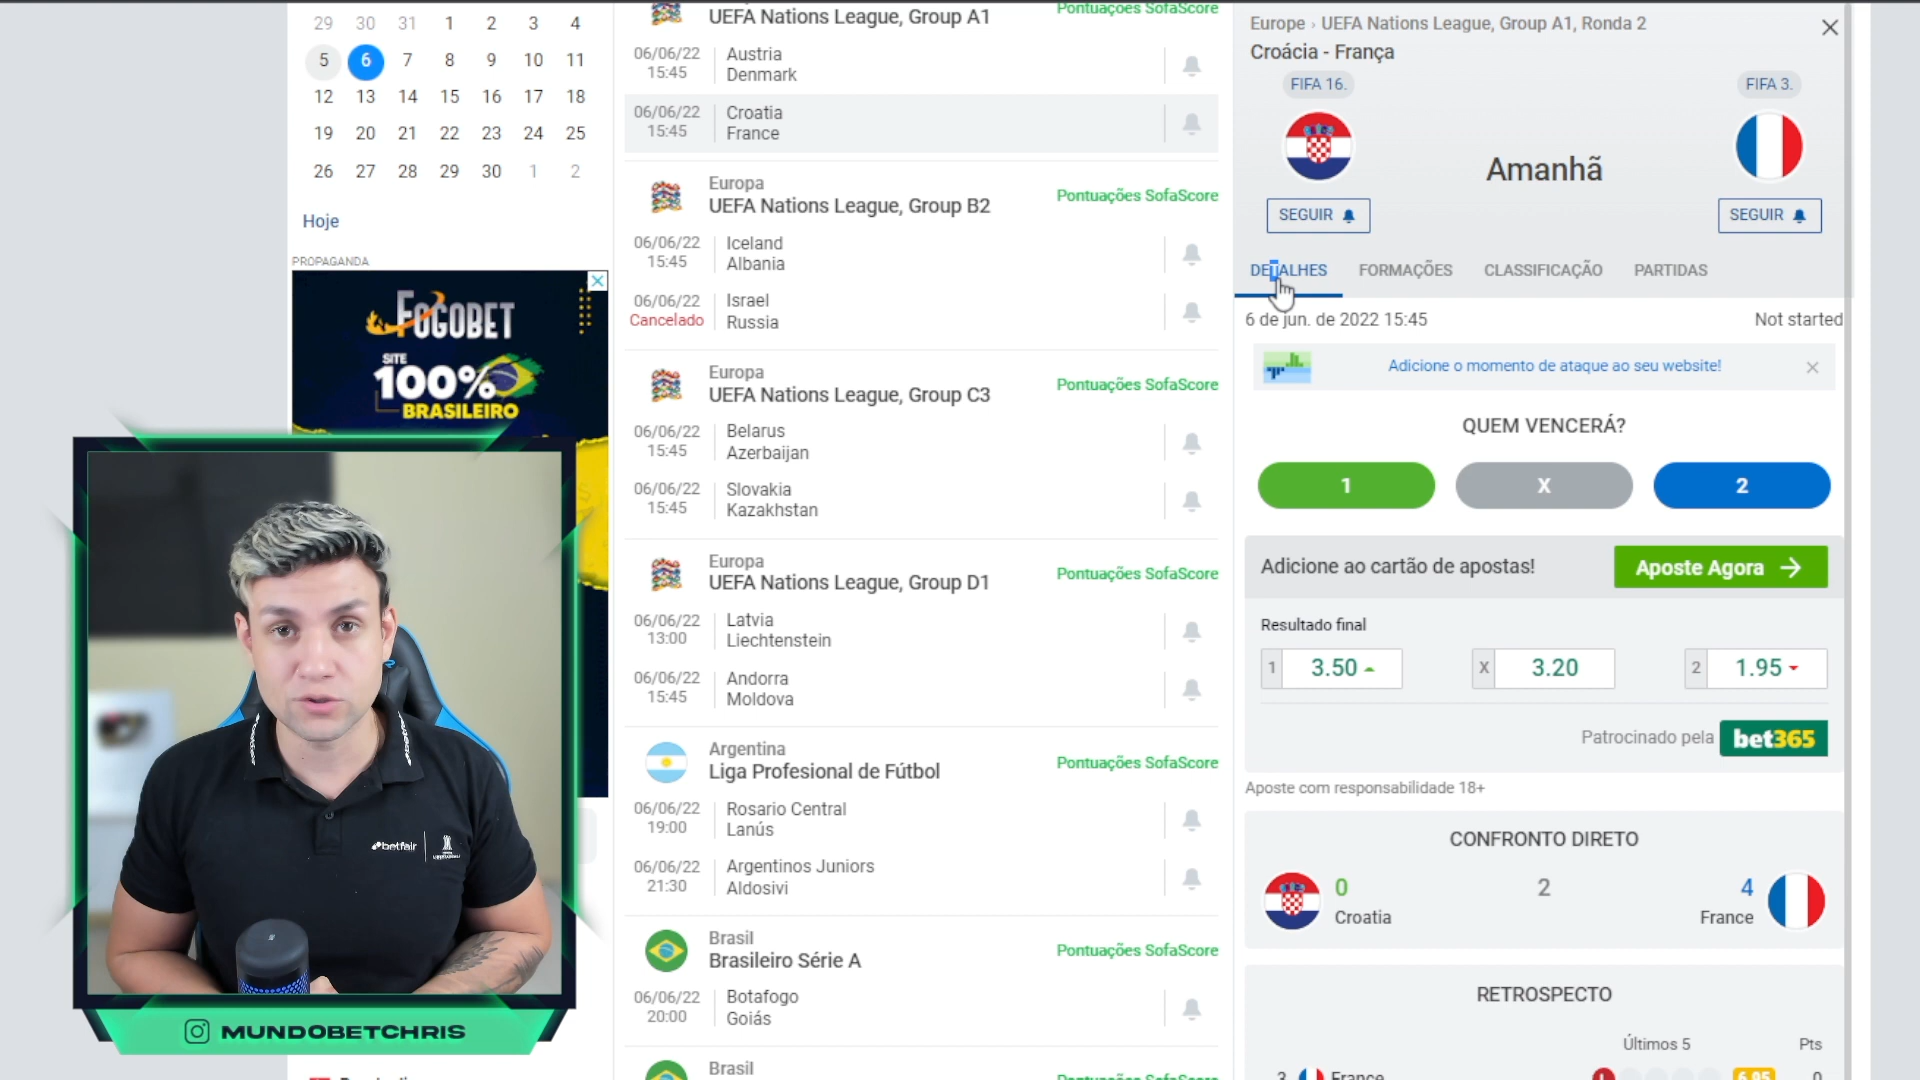 29 30 31 1 2 3 4
5 6 7 8 9 10 11
12 13 14 15 16 17 18
19 20 21 22 23 24 25
26 27 28 29 30 1 2
Hoje
PROPAGANDA
FOGOBET
SITE
100%
BRASILEIRO
betfair
MUNDOBETCHRIS
UEFA Nations League, Group A1
Pontuações SofaScore
06/06/22
15:45
Austria
Denmark
06/06/22
15:45
Croatia
France
Europa
UEFA Nations League, Group B2
Pontuações SofaScore
06/06/22
15:45
Iceland
Albania
06/06/22
Cancelado
Israel
Russia
Europa
UEFA Nations League, Group C3
Pontuações SofaScore
06/06/22
15:45
Belarus
Azerbaijan
06/06/22
15:45
Slovakia
Kazakhstan
Europa
UEFA Nations League, Group D1
Pontuações SofaScore
06/06/22
13:00
Latvia
Liechtenstein
06/06/22
15:45
Andorra
Moldova
Argentina
Liga Profesional de Fútbol
Pontuações SofaScore
06/06/22
19:00
Rosario Central
Lanús
06/06/22
21:30
Argentinos Juniors
Aldosivi
Brasil
Brasileiro Série A
Pontuações SofaScore
06/06/22
20:00
Botafogo
Goiás
Brasil
Pontuações SofaScore
Europe › UEFA Nations League, Group A1, Ronda 2
Croácia - França
FIFA 16.
FIFA 3.
Amanhã
SEGUIR
SEGUIR
DETALHES FORMAÇÕES CLASSIFICAÇÃO PARTIDAS
6 de jun. de 2022 15:45
Not started
Adicione o momento de ataque ao seu website!
QUEM VENCERÁ?
1 X 2
Adicione ao cartão de apostas!
Aposte Agora
Resultado final
1 3.50 X 3.20 2 1.95
Patrocinado pela bet365
Aposte com responsabilidade 18+
CONFRONTO DIRETO
0 2 4
Croatia France
RETROSPECTO
Últimos 5 Pts
3 France L 6.95 0